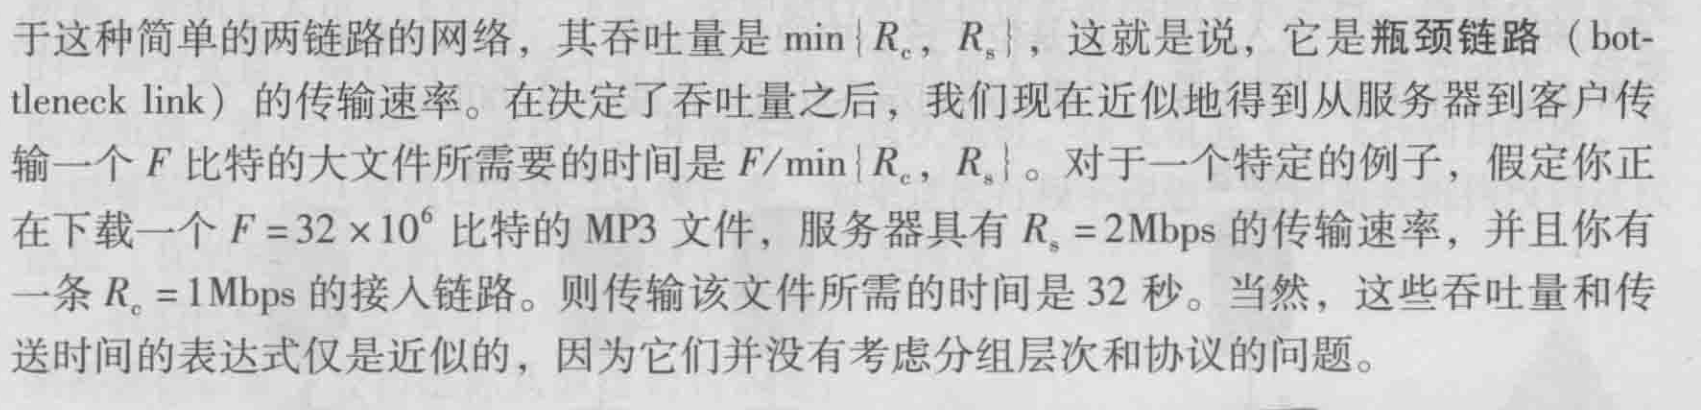 于这种简单的两链路的网络，其吞吐量是 min{R_c，R_s}，这就是说，它是瓶颈链路（bot-
tleneck link）的传输速率。在决定了吞吐量之后，我们现在近似地得到从服务器到客户传
输一个 F 比特的大文件所需要的时间是 F/min{R_c，R_s}。对于一个特定的例子，假定你正
在下载一个 F = 32 × 10⁶ 比特的 MP3 文件，服务器具有 R_s = 2Mbps 的传输速率，并且你有
一条 R_c = 1Mbps 的接入链路。则传输该文件所需的时间是 32 秒。当然，这些吞吐量和传
送时间的表达式仅是近似的，因为它们并没有考虑分组层次和协议的问题。